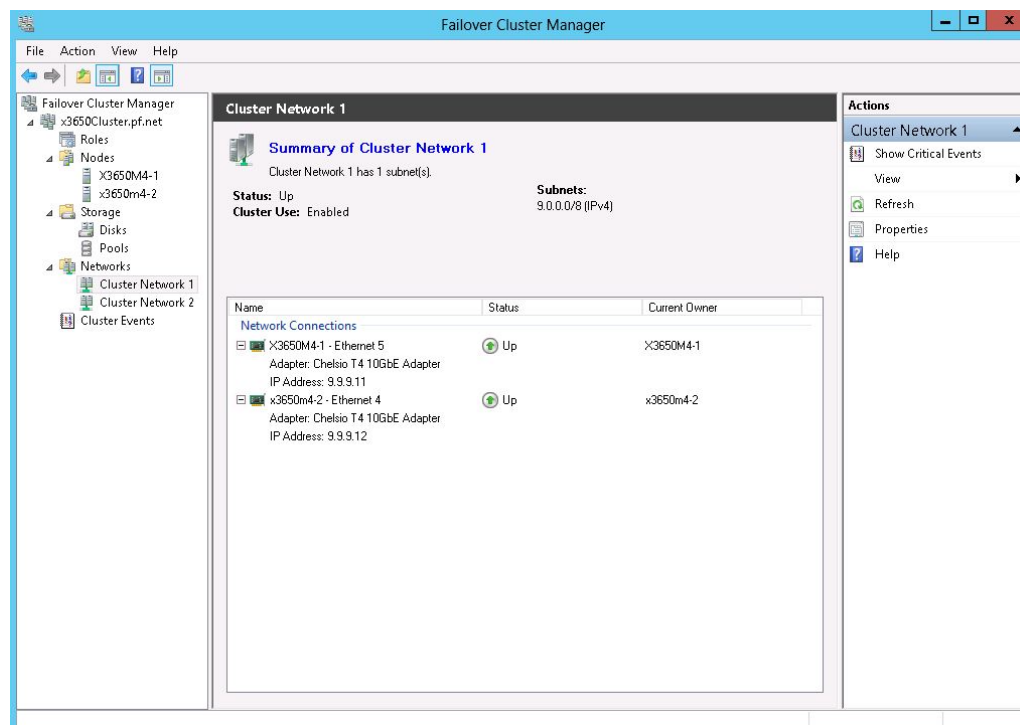 Failover Cluster Manager
File Action View Help
Failover Cluster Manager
x3650Cluster.pf.net
Roles
Nodes
X3650M4-1
x3650m4-2
Storage
Disks
Pools
Networks
Cluster Network 1
Cluster Network 2
Cluster Events
Cluster Network 1
Summary of Cluster Network 1
Cluster Network 1 has 1 subnet(s).
Status: Up
Cluster Use: Enabled
Subnets:
9.0.0.0/8 (IPv4)
Name Status Current Owner
Network Connections
X3650M4-1 - Ethernet 5 Up X3650M4-1
Adapter: Chelsio T4 10GbE Adapter
IP Address: 9.9.9.11
x3650m4-2 - Ethernet 4 Up x3650m4-2
Adapter: Chelsio T4 10GbE Adapter
IP Address: 9.9.9.12
Actions
Cluster Network 1
Show Critical Events
View
Refresh
Properties
Help